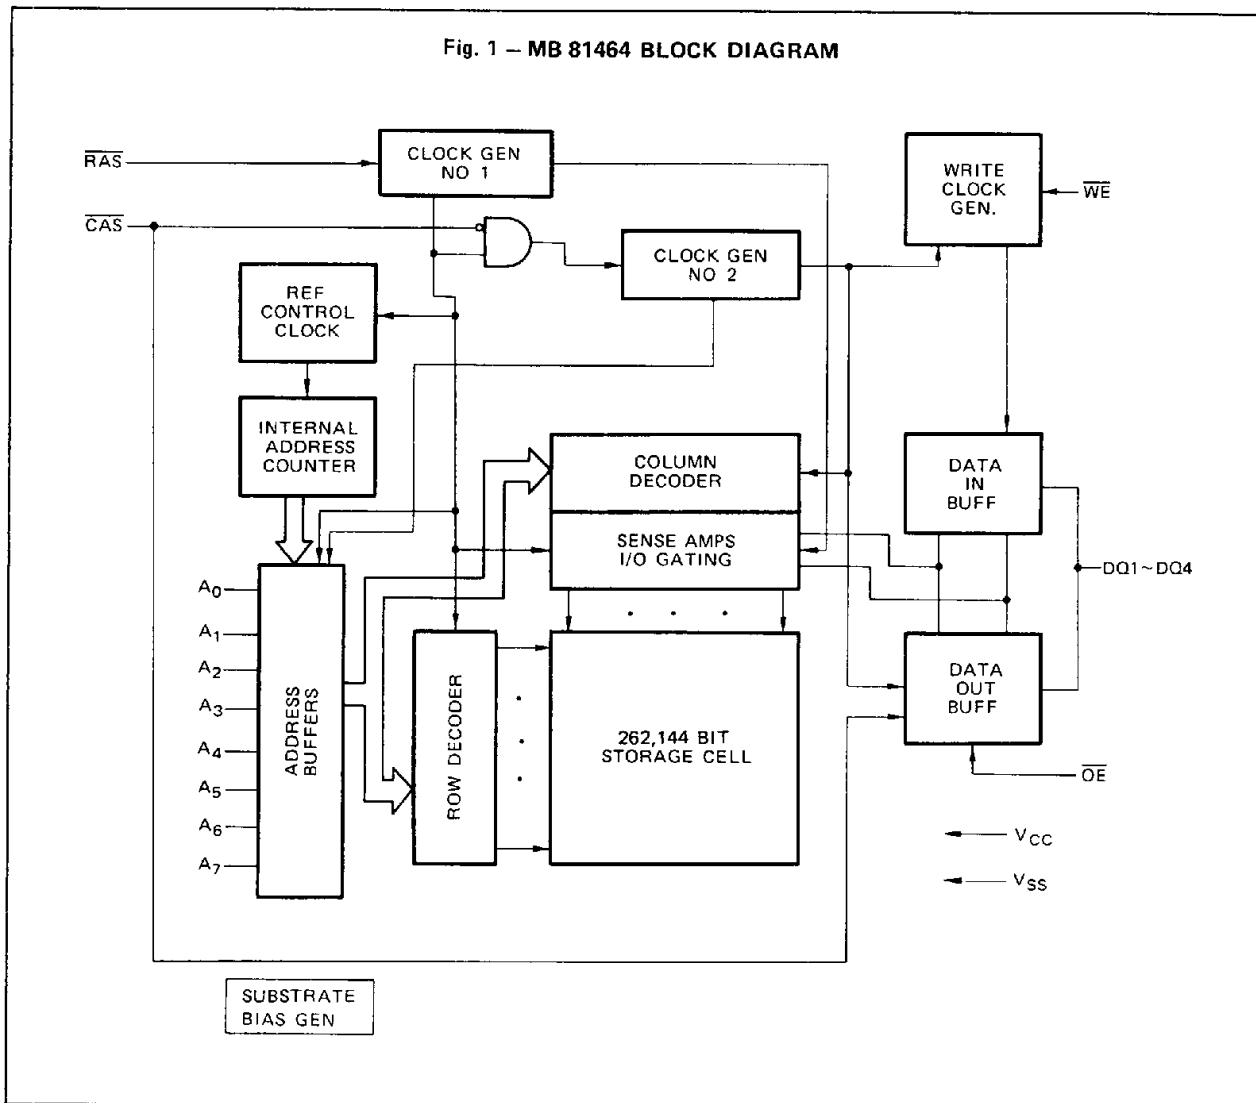 Fig. 1 – MB 81464 BLOCK DIAGRAM
RAS
CLOCK GEN
NO 1
WRITE
CLOCK
GEN.
WE
CAS
CLOCK GEN
NO 2
REF
CONTROL
CLOCK
INTERNAL
ADDRESS
COUNTER
COLUMN
DECODER
DATA
IN
BUFF
SENSE AMPS
I/O GATING
DQ1~DQ4
A0
A1
A2
A3
A4
A5
A6
A7
ADDRESS
BUFFERS
ROW DECODER
262,144 BIT
STORAGE CELL
DATA
OUT
BUFF
OE
VCC
VSS
SUBSTRATE
BIAS GEN